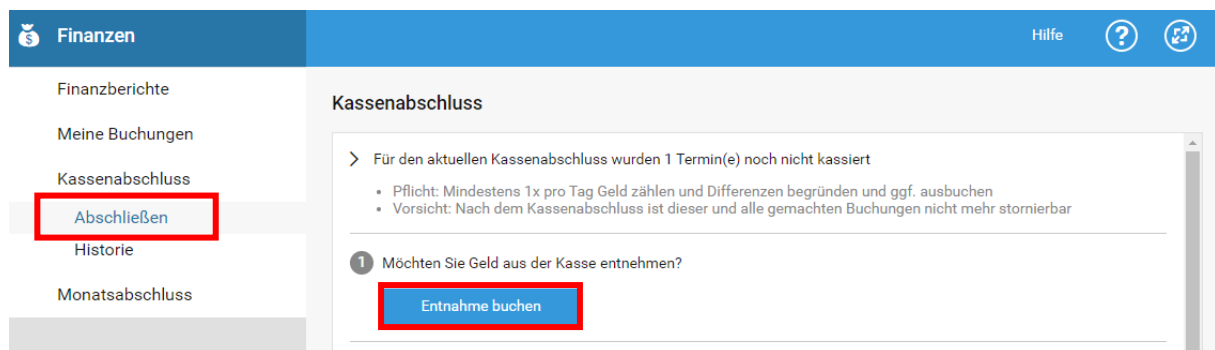 Finanzen
Hilfe
Finanzberichte
Meine Buchungen
Kassenabschluss
Abschließen
Historie
Monatsabschluss
Kassenabschluss
Für den aktuellen Kassenabschluss wurden 1 Termin(e) noch nicht kassiert
• Pflicht: Mindestens 1x pro Tag Geld zählen und Differenzen begründen und ggf. ausbuchen
• Vorsicht: Nach dem Kassenabschluss ist dieser und alle gemachten Buchungen nicht mehr stornierbar
1 Möchten Sie Geld aus der Kasse entnehmen?
Entnahme buchen